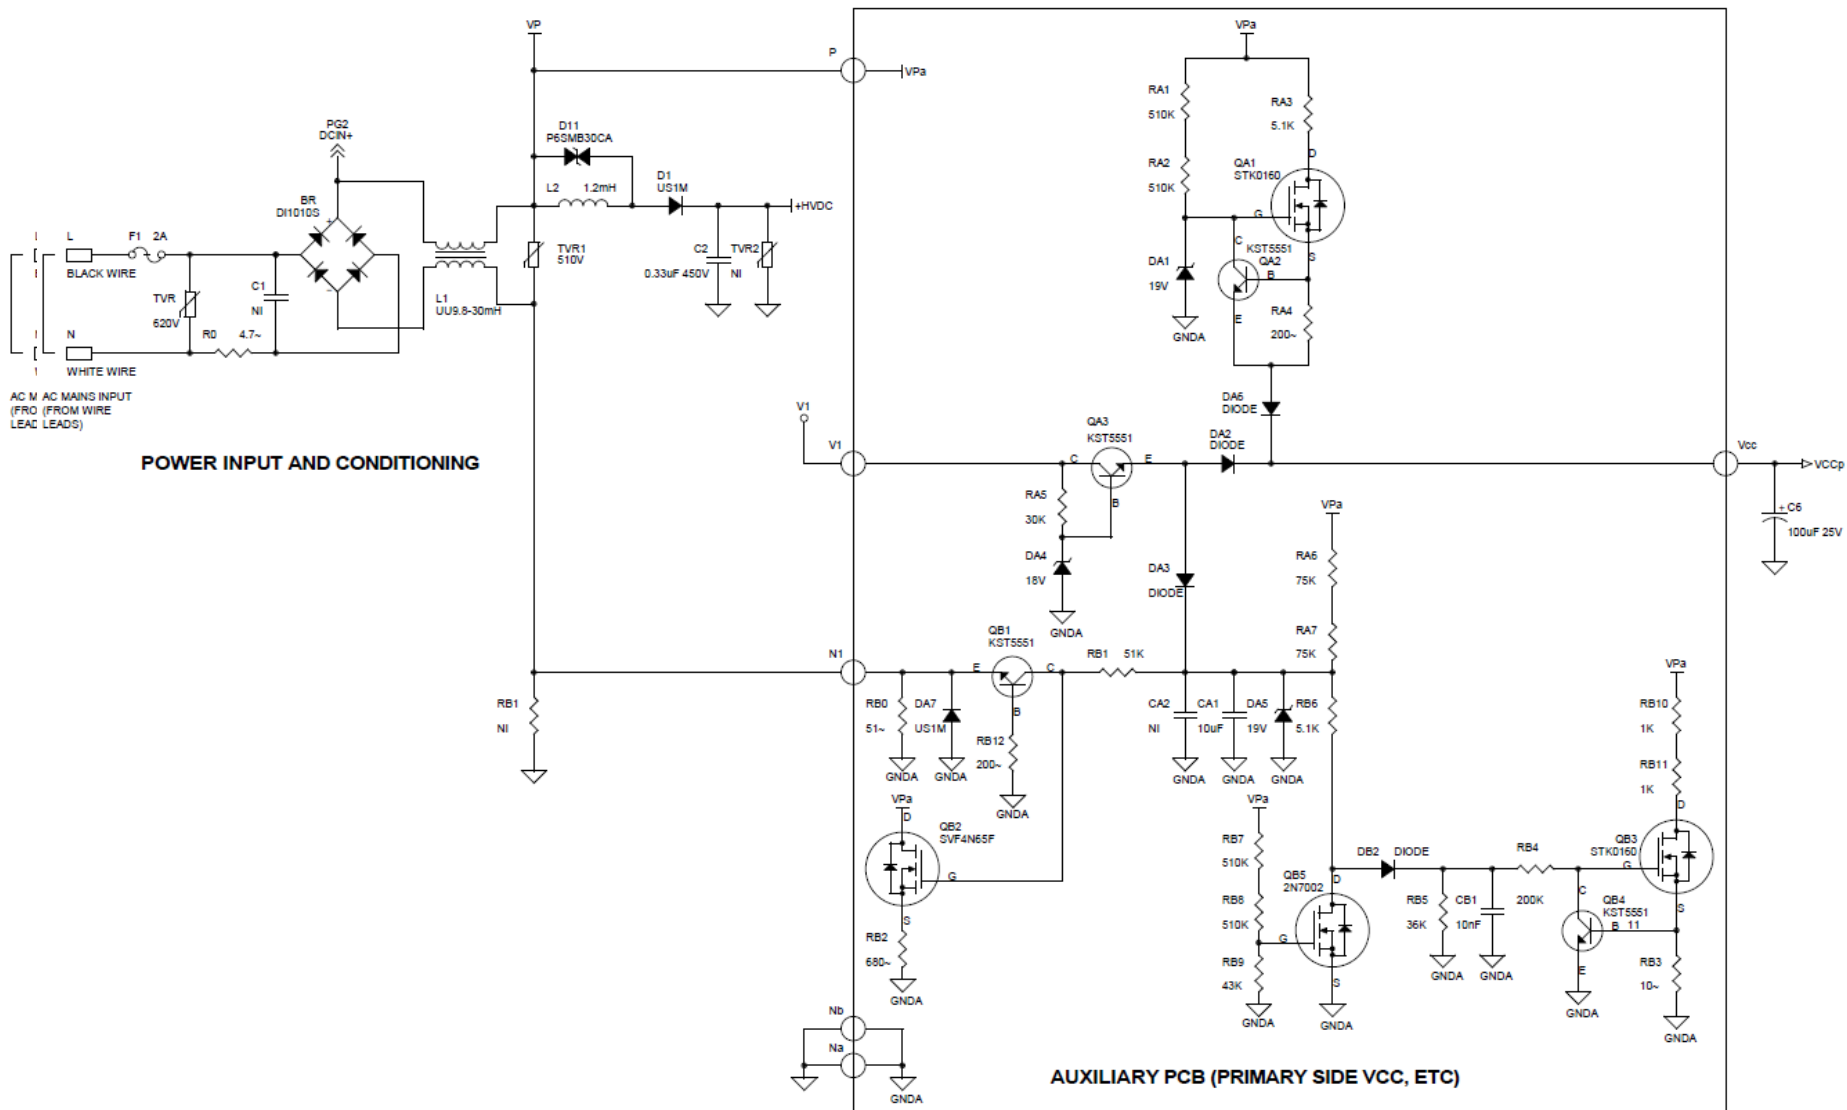 VP
P
VPa
PG2
DCIN+
D11
P6SMB30CA
L2 1.2mH
D1
US1M
+HVDC
BR
DI1010S
L
F1 2A
BLACK WIRE
TVR
620V
C1
NI
R0 4.7~
N
WHITE WIRE
AC MAINS INPUT
(FROM WIRE
LEADS)
+
-
L1
UU9.8-30mH
TVR1
510V
C2
0.33uF 450V
TVR2
NI
POWER INPUT AND CONDITIONING
V1
V1
N1
RB1
NI
VPa
RA1
510K
RA2
510K
RA3
5.1K
D
QA1
STK0160
G
S
C
KST5551
QA2
B
E
DA1
19V
GNDA
RA4
200~
DA6
DIODE
QA3
KST5551
C
E
B
DA2
DIODE
Vcc
VCCp
+
C6
100uF 25V
RA5
30K
DA4
18V
GNDA
DA3
DIODE
VPa
RA6
75K
RA7
75K
QB1
KST5551
E
C
B
RB1 51K
RB0
51~
DA7
US1M
RB12
200~
GNDA
GNDA
GNDA
CA2
NI
CA1
10uF
DA5
19V
RB6
5.1K
GNDA
GNDA
GNDA
VPa
D
QB2
SVF4N65F
G
S
RB2
680~
GNDA
VPa
RB7
510K
RB8
510K
RB9
43K
GNDA
QB5
2N7002
D
G
S
GNDA
DB2 DIODE
RB5
36K
CB1
10nF
GNDA
GNDA
RB4
200K
VPa
RB10
1K
RB11
1K
D
QB3
STK0160
G
S
C
QB4
KST5551
B 11
E
GNDA
RB3
10~
GNDA
Nb
Na
GNDA
AUXILIARY PCB (PRIMARY SIDE VCC, ETC)